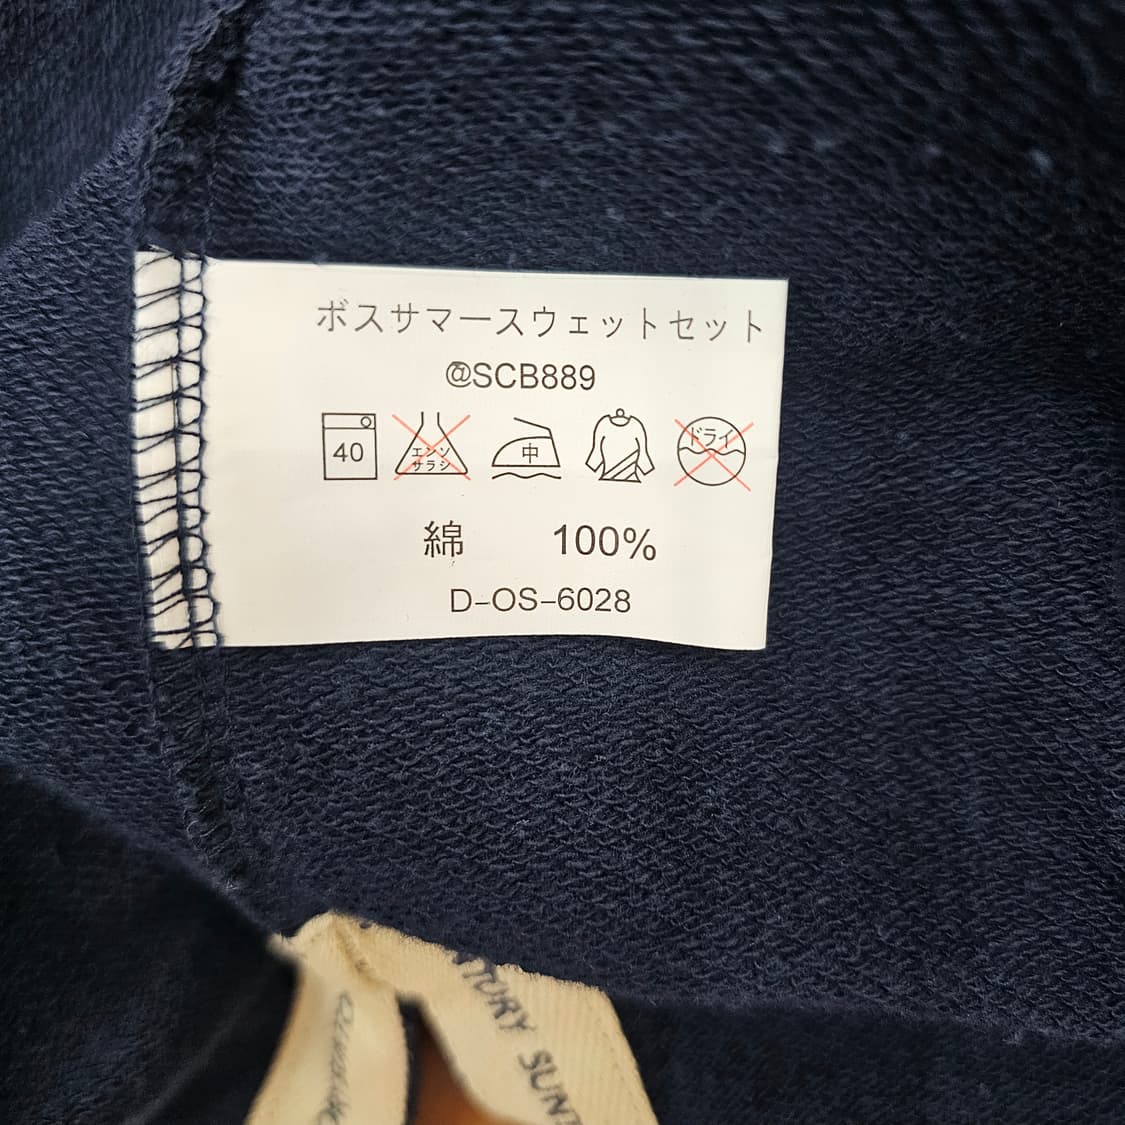 ボスサマースウェットセット
@SCB889
40 エンソ サラシ 中 ドライ
綿 100%
D-OS-6028